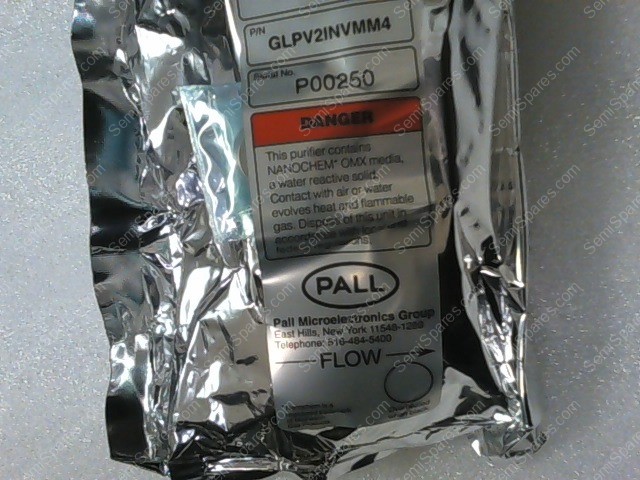 P/N
GLPV2INVMM4
Serial No.
P00250
DANGER
This purifier contains
NANOCHEM* OMX media,
a water reactive solid.
Contact with air or water
evolves heat and flammable
gas. Dispose of this unit in
PALL
Pall Microelectronics Group
East Hills, New York 11548-1289
Telephone: 516-484-5400
FLOW
SemiSpares.com